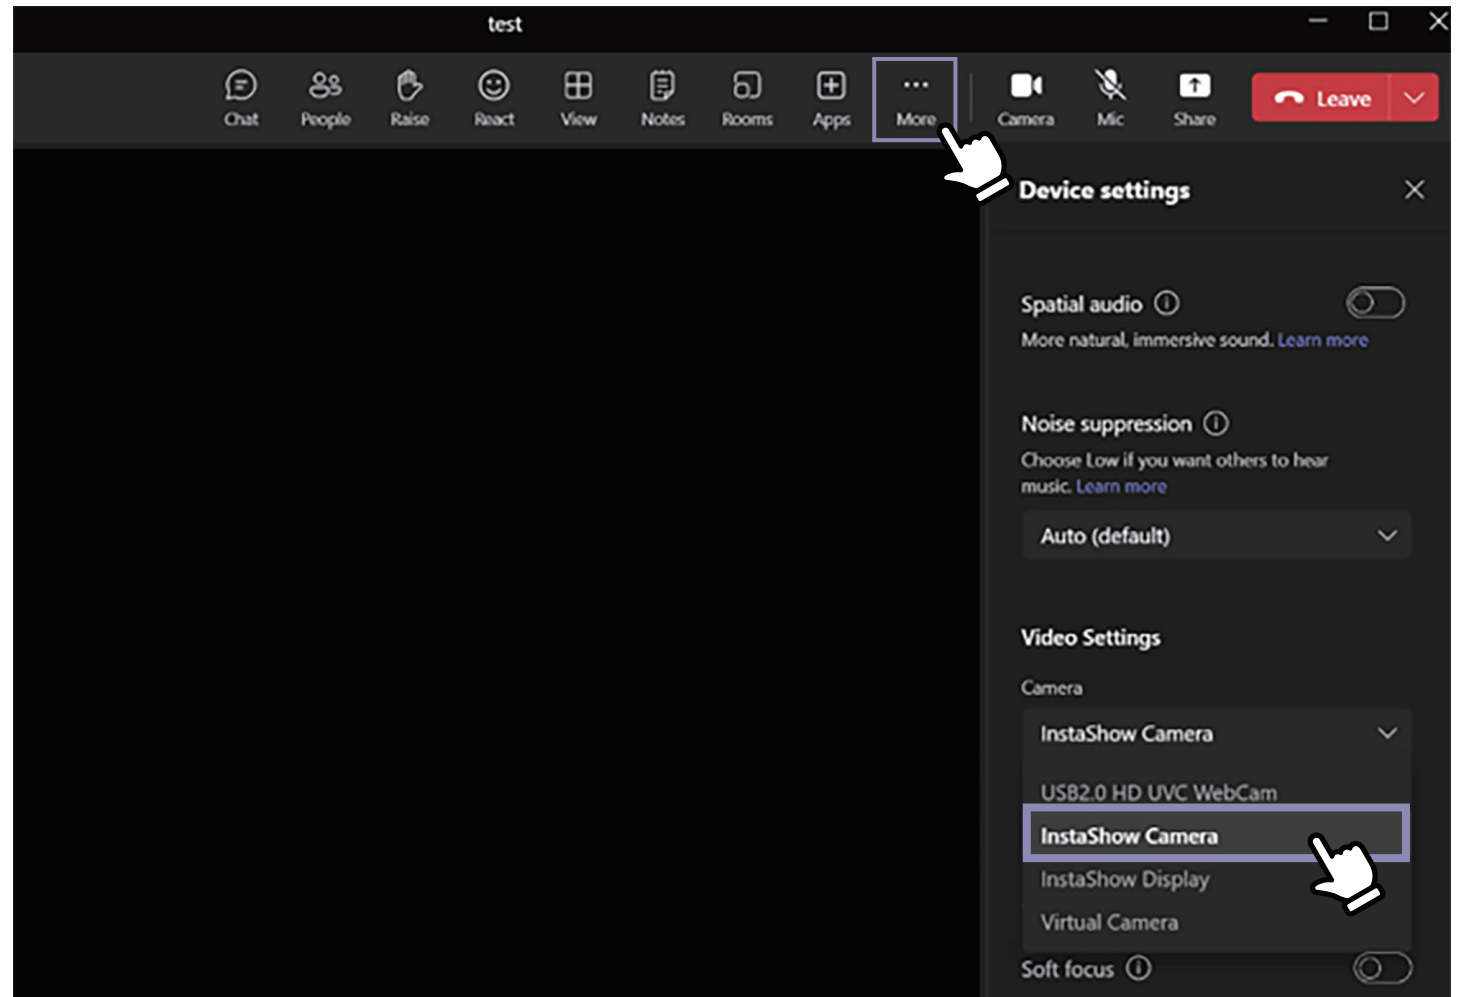 test
Chat People Raise React View Notes Rooms Apps More Camera Mic Share Leave
Device settings
Spatial audio
More natural, immersive sound. Learn more
Noise suppression
Choose Low if you want others to hear
music. Learn more
Auto (default)
Video Settings
Camera
InstaShow Camera
USB2.0 HD UVC WebCam
InstaShow Camera
InstaShow Display
Virtual Camera
Soft focus